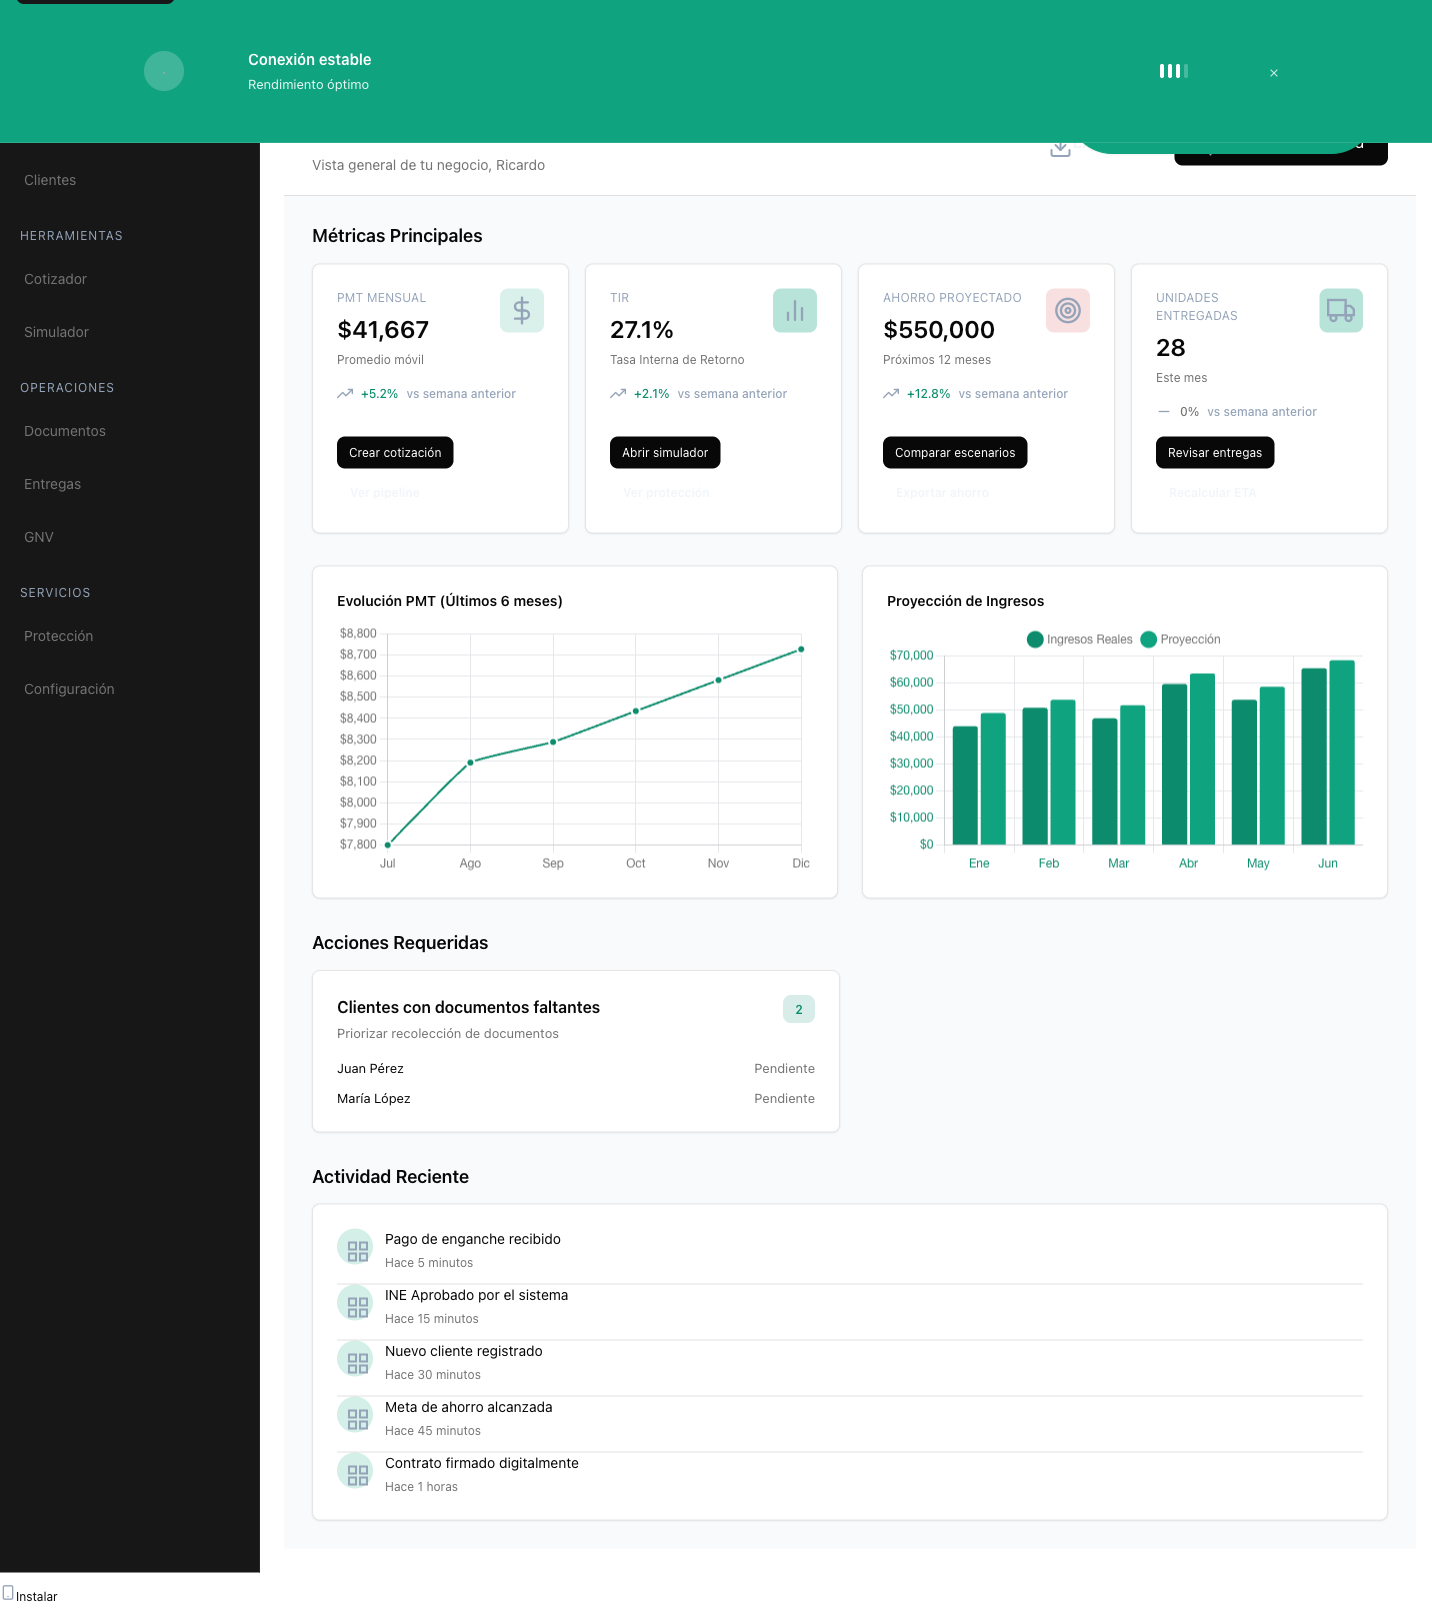 Conexión estable
Rendimiento óptimo
×
Vista general de tu negocio, Ricardo
Clientes
HERRAMIENTAS
Cotizador
Simulador
OPERACIONES
Documentos
Entregas
GNV
SERVICIOS
Protección
Configuración
Métricas Principales
PMT MENSUAL
$41,667
Promedio móvil
+5.2% vs semana anterior
Crear cotización
Ver pipeline
TIR
27.1%
Tasa Interna de Retorno
+2.1% vs semana anterior
Abrir simulador
Ver protección
AHORRO PROYECTADO
$550,000
Próximos 12 meses
+12.8% vs semana anterior
Comparar escenarios
Exportar ahorro
UNIDADES
ENTREGADAS
28
Este mes
0% vs semana anterior
Revisar entregas
Recalcular ETA
Evolución PMT (Últimos 6 meses)
$8,800
$8,700
$8,600
$8,500
$8,400
$8,300
$8,200
$8,100
$8,000
$7,900
$7,800
Jul Ago Sep Oct Nov Dic
Proyección de Ingresos
Ingresos Reales Proyección
$70,000
$60,000
$50,000
$40,000
$30,000
$20,000
$10,000
$0
Ene Feb Mar Abr May Jun
Acciones Requeridas
Clientes con documentos faltantes
2
Priorizar recolección de documentos
Juan Pérez Pendiente
María López Pendiente
Actividad Reciente
Pago de enganche recibido
Hace 5 minutos
INE Aprobado por el sistema
Hace 15 minutos
Nuevo cliente registrado
Hace 30 minutos
Meta de ahorro alcanzada
Hace 45 minutos
Contrato firmado digitalmente
Hace 1 horas
Instalar